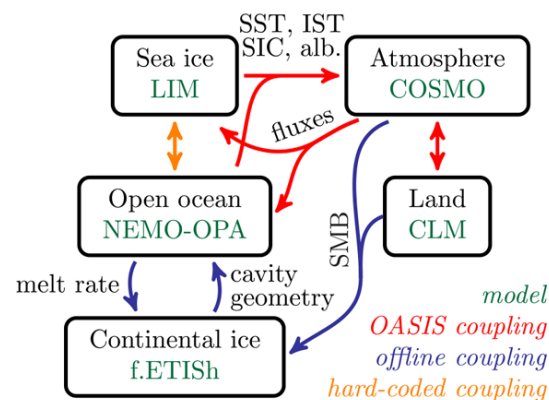 SST, IST
SIC, alb.
Sea ice
LIM
Atmosphere
COSMO
fluxes
Open ocean
NEMO-OPA
Land
CLM
SMB
melt rate
cavity
geometry
Continental ice
f.ETISh
model
OASIS coupling
offline coupling
hard-coded coupling